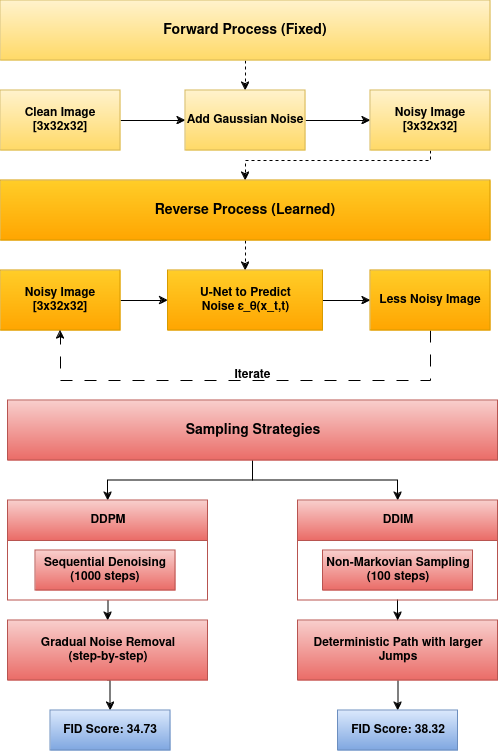 Forward Process (Fixed)
Clean Image
[3x32x32]
Add Gaussian Noise
Noisy Image
[3x32x32]
Reverse Process (Learned)
Noisy Image
[3x32x32]
U-Net to Predict
Noise ε_θ(x_t,t)
Less Noisy Image
Iterate
Sampling Strategies
DDPM
Sequential Denoising
(1000 steps)
Gradual Noise Removal
(step-by-step)
FID Score: 34.73
DDIM
Non-Markovian Sampling
(100 steps)
Deterministic Path with larger
Jumps
FID Score: 38.32